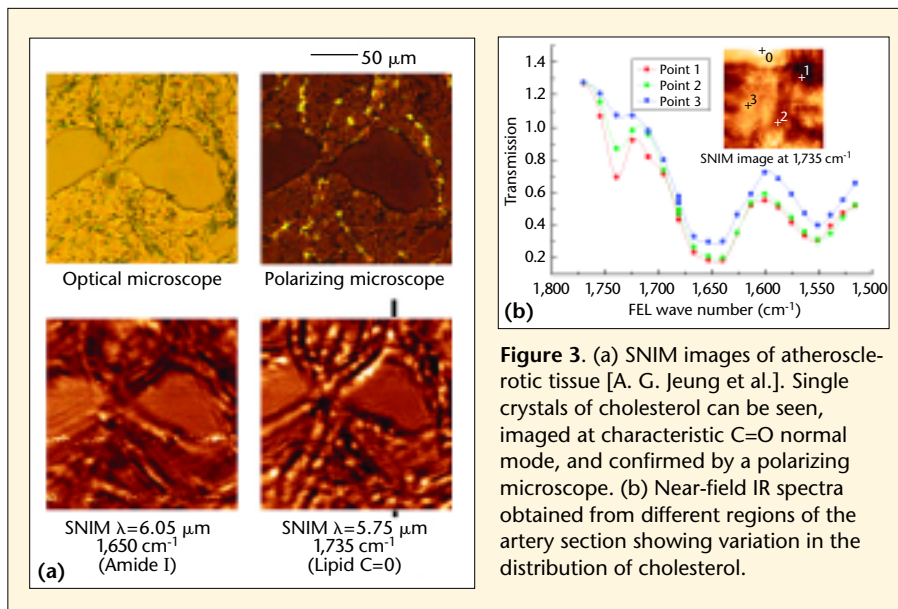 50 μm
Optical microscope
Polarizing microscope
SNIM λ=6.05 μm
1,650 cm-1
(Amide I)
SNIM λ=5.75 μm
1,735 cm-1
(Lipid C=0)
(a)
1.4
1.2
1.0
0.8
0.6
0.4
0.2
Transmission
Point 1
Point 2
Point 3
+0
+1
+3
+2
SNIM image at 1,735 cm-1
1,800
1,750
1,700
1,650
1,600
1,550
1,500
FEL wave number (cm-1)
(b)
Figure 3. (a) SNIM images of atheroscle-
rotic tissue [A. G. Jeung et al.]. Single
crystals of cholesterol can be seen,
imaged at characteristic C=O normal
mode, and confirmed by a polarizing
microscope. (b) Near-field IR spectra
obtained from different regions of the
artery section showing variation in the
distribution of cholesterol.